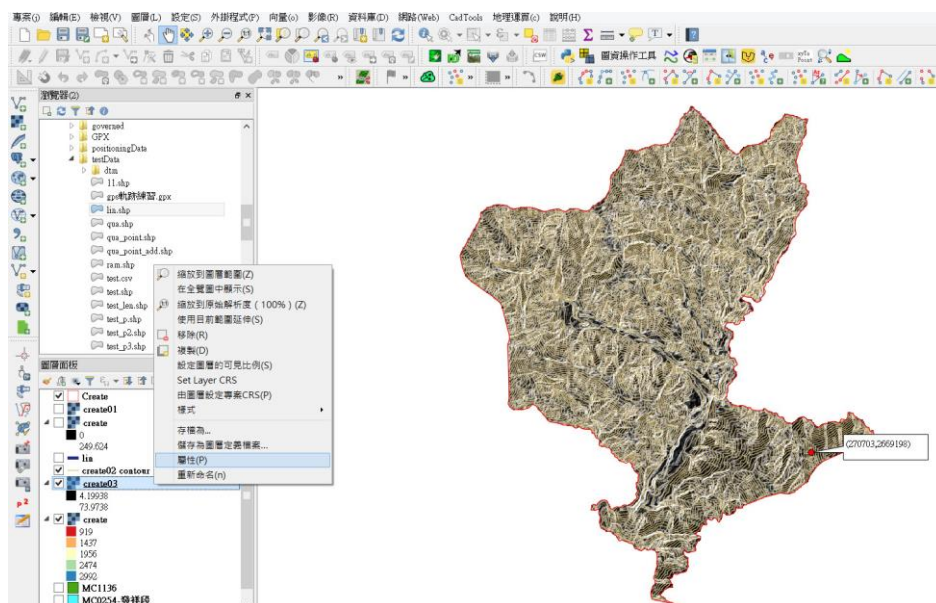 專案(j) 編輯(E) 檢視(V) 圖層(L) 設定(S) 外掛程式(P) 向量(o) 影像(R) 資料庫(D) 網路(Web) CadTools 地理運算(c) 說明(H)
CSW 圖資操作工具
瀏覽器(2)
governed
GPX
positioningData
testData
dtm
11.shp
gps軌跡練習.gpx
lin.shp
qua.shp
qua_point.shp
qua_point_add.shp
ram.shp
test.csv
test.shp
test_len.shp
test_p.shp
test_p2.shp
test_p3.shp
縮放到圖層範圍(Z)
在全覽圖中顯示(S)
縮放到原始解析度（100%）(Z)
使用目前範圍延伸(S)
移除(R)
複製(D)
設定圖層的可見比例(S)
Set Layer CRS
由圖層設定專案CRS(P)
樣式
存檔為...
儲存為圖層定義檔案...
屬性(P)
重新命名(n)
圖層面板
Create
create01
create
0
249.624
lin
create02 contour
create03
4.19938
73.9738
create
919
1437
1956
2474
2992
MC1136
MC0254-發祥段
(270703,2669198)